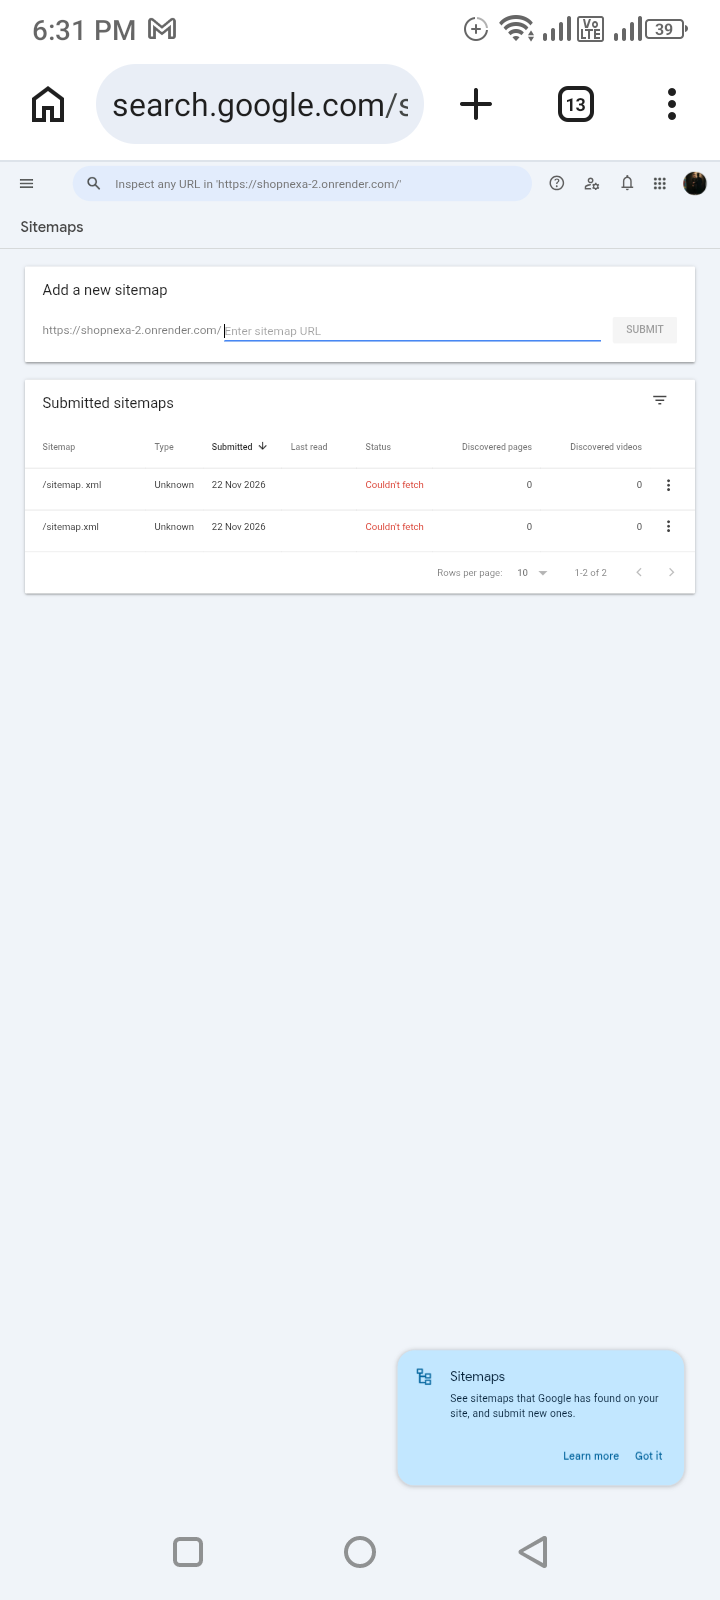 6:31 PM
Vo LTE
39
search.google.com/s
13
Inspect any URL in 'https://shopnexa-2.onrender.com/'
Sitemaps
Add a new sitemap
https://shopnexa-2.onrender.com/ Enter sitemap URL SUBMIT
Submitted sitemaps
Sitemap Type Submitted Last read Status Discovered pages Discovered videos
/sitemap. xml Unknown 22 Nov 2026 Couldn't fetch 0 0
/sitemap.xml Unknown 22 Nov 2026 Couldn't fetch 0 0
Rows per page: 10 1-2 of 2
Sitemaps
See sitemaps that Google has found on your
site, and submit new ones.
Learn more Got it